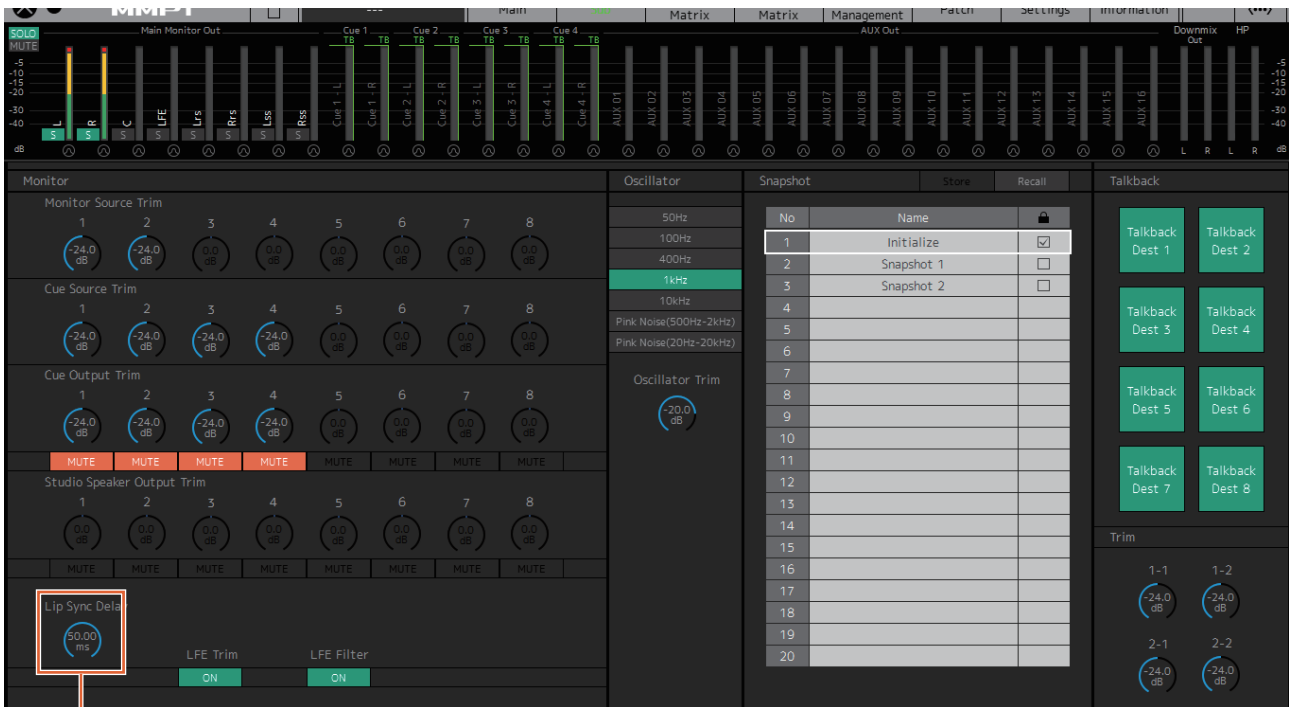 MMP1
--- Main Matrix Matrix Management Patch Settings Information
SOLO Main Monitor Out Cue 1 Cue 2 Cue 3 Cue 4 AUX Out Downmix HP
MUTE TB TB TB TB TB TB TB TB Out
-5 -5
-10 -10
-15 -15
-20 -20
-30 -30
-40 -40
L R C LFE Lrs Rrs Lss Rss Cue 1 - L Cue 1 - R Cue 2 - L Cue 2 - R Cue 3 - L Cue 3 - R Cue 4 - L Cue 4 - R AUX 01 AUX 02 AUX 03 AUX 04 AUX 05 AUX 06 AUX 07 AUX 08 AUX 09 AUX 10 AUX 11 AUX 12 AUX 13 AUX 14 AUX 15 AUX 16
S S S S S S S S
dB L R L R dB
Monitor
Monitor Source Trim
1 2 3 4 5 6 7 8
-24.0 dB -24.0 dB 0.0 dB 0.0 dB 0.0 dB 0.0 dB 0.0 dB 0.0 dB
Cue Source Trim
1 2 3 4 5 6 7 8
-24.0 dB -24.0 dB -24.0 dB -24.0 dB 0.0 dB 0.0 dB 0.0 dB 0.0 dB
Cue Output Trim
1 2 3 4 5 6 7 8
-24.0 dB -24.0 dB -24.0 dB -24.0 dB 0.0 dB 0.0 dB 0.0 dB 0.0 dB
MUTE MUTE MUTE MUTE MUTE MUTE MUTE MUTE
Studio Speaker Output Trim
1 2 3 4 5 6 7 8
0.0 dB 0.0 dB 0.0 dB 0.0 dB 0.0 dB 0.0 dB 0.0 dB 0.0 dB
MUTE MUTE MUTE MUTE MUTE MUTE MUTE MUTE
Lip Sync Delay
50.00
ms
LFE Trim LFE Filter
ON ON
Oscillator
50Hz
100Hz
400Hz
1kHz
10kHz
Pink Noise(500Hz-2kHz)
Pink Noise(20Hz-20kHz)
Oscillator Trim
-20.0
dB
Snapshot Store Recall
No Name
1 Initialize
2 Snapshot 1
3 Snapshot 2
4
5
6
7
8
9
10
11
12
13
14
15
16
17
18
19
20
Talkback
Talkback Talkback
Dest 1 Dest 2
Talkback Talkback
Dest 3 Dest 4
Talkback Talkback
Dest 5 Dest 6
Talkback Talkback
Dest 7 Dest 8
Trim
1-1 1-2
-24.0 -24.0
dB dB
2-1 2-2
-24.0 -24.0
dB dB